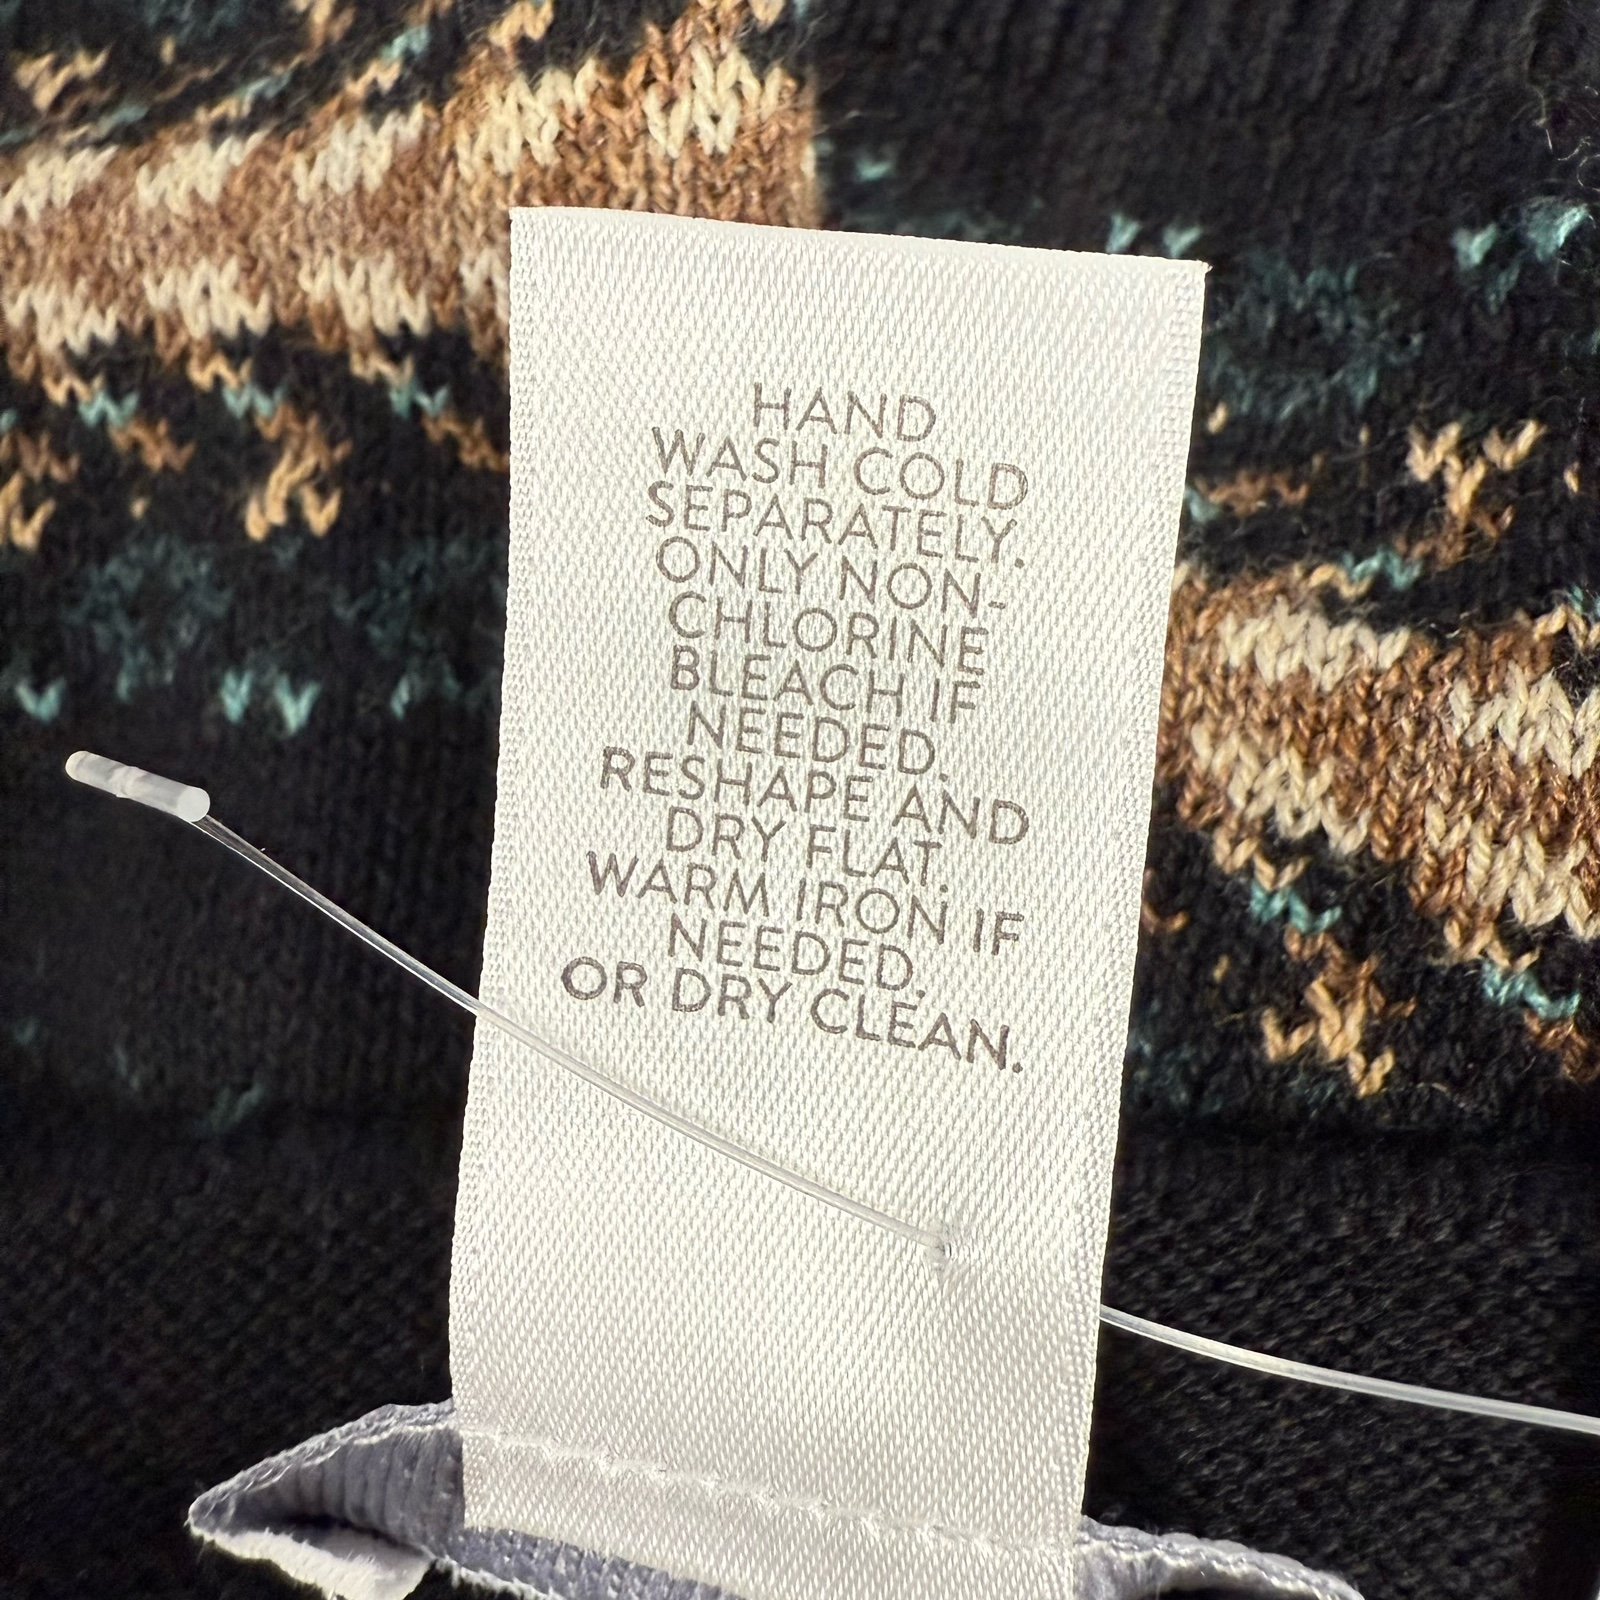 HAND
WASH COLD
SEPARATELY.
ONLY NON-
CHLORINE
BLEACH IF
NEEDED.
RESHAPE AND
DRY FLAT.
WARM IRON IF
NEEDED.
OR DRY CLEAN.